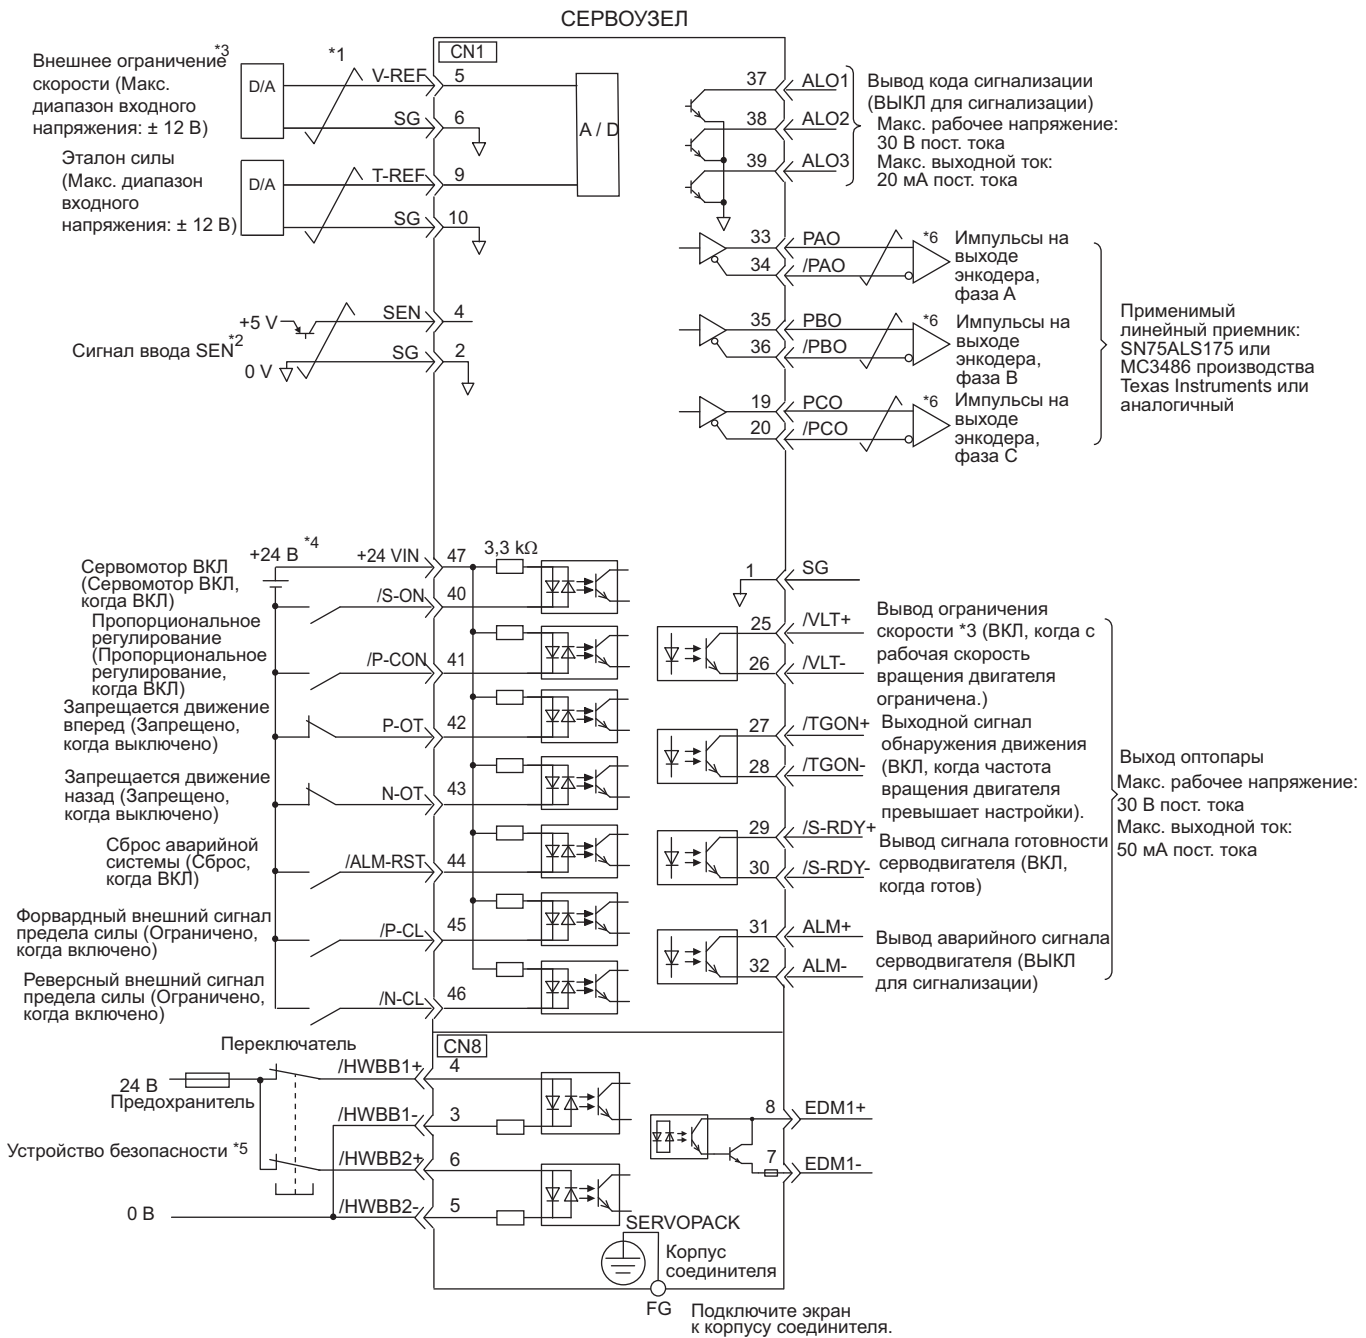 СЕРВОУЗЕЛ
CN1
Внешнее ограничение *3
скорости (Макс.
диапазон входного
напряжения: ± 12 В)
D/A
*1
V-REF
5
SG
6
A / D
Эталон силы
(Макс. диапазон
входного
напряжения: ± 12 В)
D/A
T-REF
9
SG
10
+5 V
SEN
4
Сигнал ввода SEN*2
SG
2
0 V
37 ALO1
38 ALO2
39 ALO3
Вывод кода сигнализации
(ВЫКЛ для сигнализации)
Макс. рабочее напряжение:
30 В пост. тока
Макс. выходной ток:
20 мА пост. тока
33 PAO
34 /PAO
*6
Импульсы на
выходе
энкодера,
фаза A
35 PBO
36 /PBO
*6
Импульсы на
выходе
энкодера,
фаза B
19 PCO
20 /PCO
*6
Импульсы на
выходе
энкодера,
фаза C
Применимый
линейный приемник:
SN75ALS175 или
MC3486 производства
Texas Instruments или
аналогичный
+24 В *4
+24 VIN
47
3,3 kΩ
Сервомотор ВКЛ
(Сервомотор ВКЛ,
когда ВКЛ)
/S-ON
40
Пропорциональное
регулирование
(Пропорциональное
регулирование,
когда ВКЛ)
/P-CON
41
Запрещается движение
вперед (Запрещено,
когда выключено)
P-OT
42
Запрещается движение
назад (Запрещено,
когда выключено)
N-OT
43
Сброс аварийной
системы (Сброс,
когда ВКЛ)
/ALM-RST
44
Форвардный внешний сигнал
предела силы (Ограничено,
когда включено)
/P-CL
45
Реверсный внешний сигнал
предела силы (Ограничено,
когда включено)
/N-CL
46
1 SG
25 /VLT+
26 /VLT-
Вывод ограничения
скорости *3 (ВКЛ, когда с
рабочая скорость
вращения двигателя
ограничена.)
27 /TGON+
28 /TGON-
Выходной сигнал
обнаружения движения
(ВКЛ, когда частота
вращения двигателя
превышает настройки).
29 /S-RDY+
30 /S-RDY-
Вывод сигнала готовности
серводвигателя (ВКЛ,
когда готов)
31 ALM+
32 ALM-
Вывод аварийного сигнала
серводвигателя (ВЫКЛ
для сигнализации)
Выход оптопары
Макс. рабочее напряжение:
30 В пост. тока
Макс. выходной ток:
50 мА пост. тока
Переключатель
CN8
24 В
Предохранитель
/HWBB1+
4
/HWBB1-
3
Устройство безопасности *5
/HWBB2+
6
0 В
/HWBB2-
5
8 EDM1+
7 EDM1-
SERVOPACK
Корпус
соединителя
FG
Подключите экран
к корпусу соединителя.